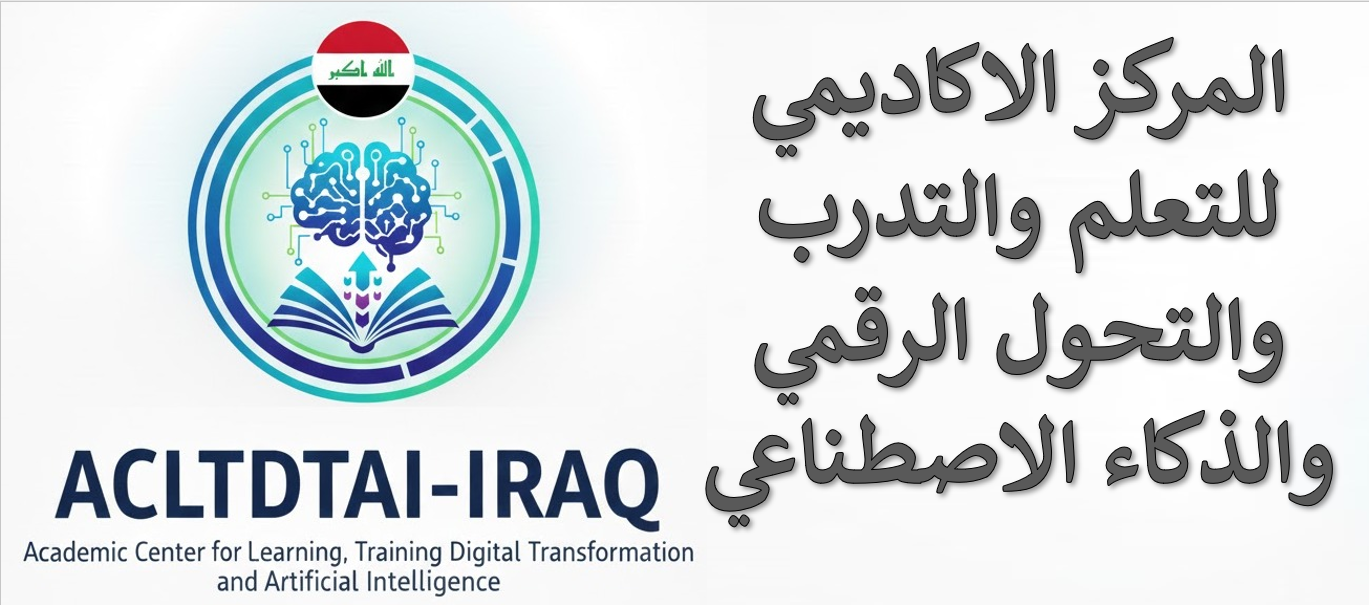 الله اكبر
المركز الاكاديمي
للتعلم والتدرب
والتحول الرقمي
والذكاء الاصطناعي
ACLTDTAI-IRAQ
Academic Center for Learning, Training Digital Transformation
and Artificial Intelligence